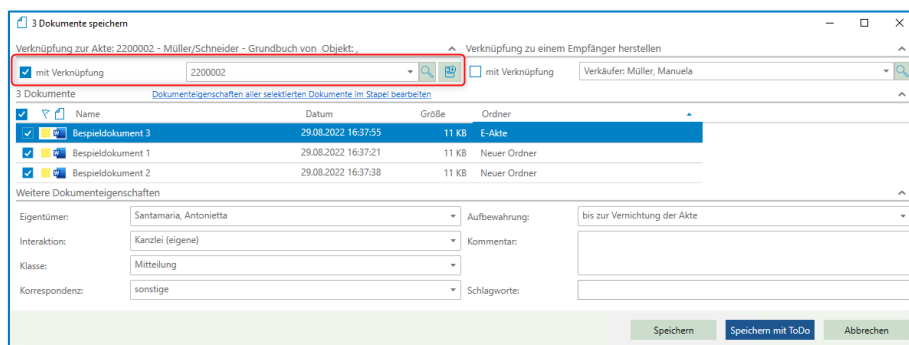 3 Dokumente speichern
Verknüpfung zur Akte: 2200002 - Müller/Schneider - Grundbuch von Objekt: , Verknüpfung zu einem Empfänger herstellen
mit Verknüpfung 2200002 mit Verknüpfung Verkäufer: Müller, Manuela
3 Dokumente Dokumenteigenschaften aller selektierten Dokumente im Stapel bearbeiten
Name Datum Größe Ordner
Bespieldokument 3 29.08.2022 16:37:55 11 KB E-Akte
Bespieldokument 1 29.08.2022 16:37:21 11 KB Neuer Ordner
Bespieldokument 2 29.08.2022 16:37:38 11 KB Neuer Ordner
Weitere Dokumenteigenschaften
Eigentümer: Santamaria, Antonietta Aufbewahrung: bis zur Vernichtung der Akte
Interaktion: Kanzlei (eigene) Kommentar:
Klasse: Mitteilung
Korrespondenz: sonstige Schlagworte:
Speichern Speichern mit ToDo Abbrechen